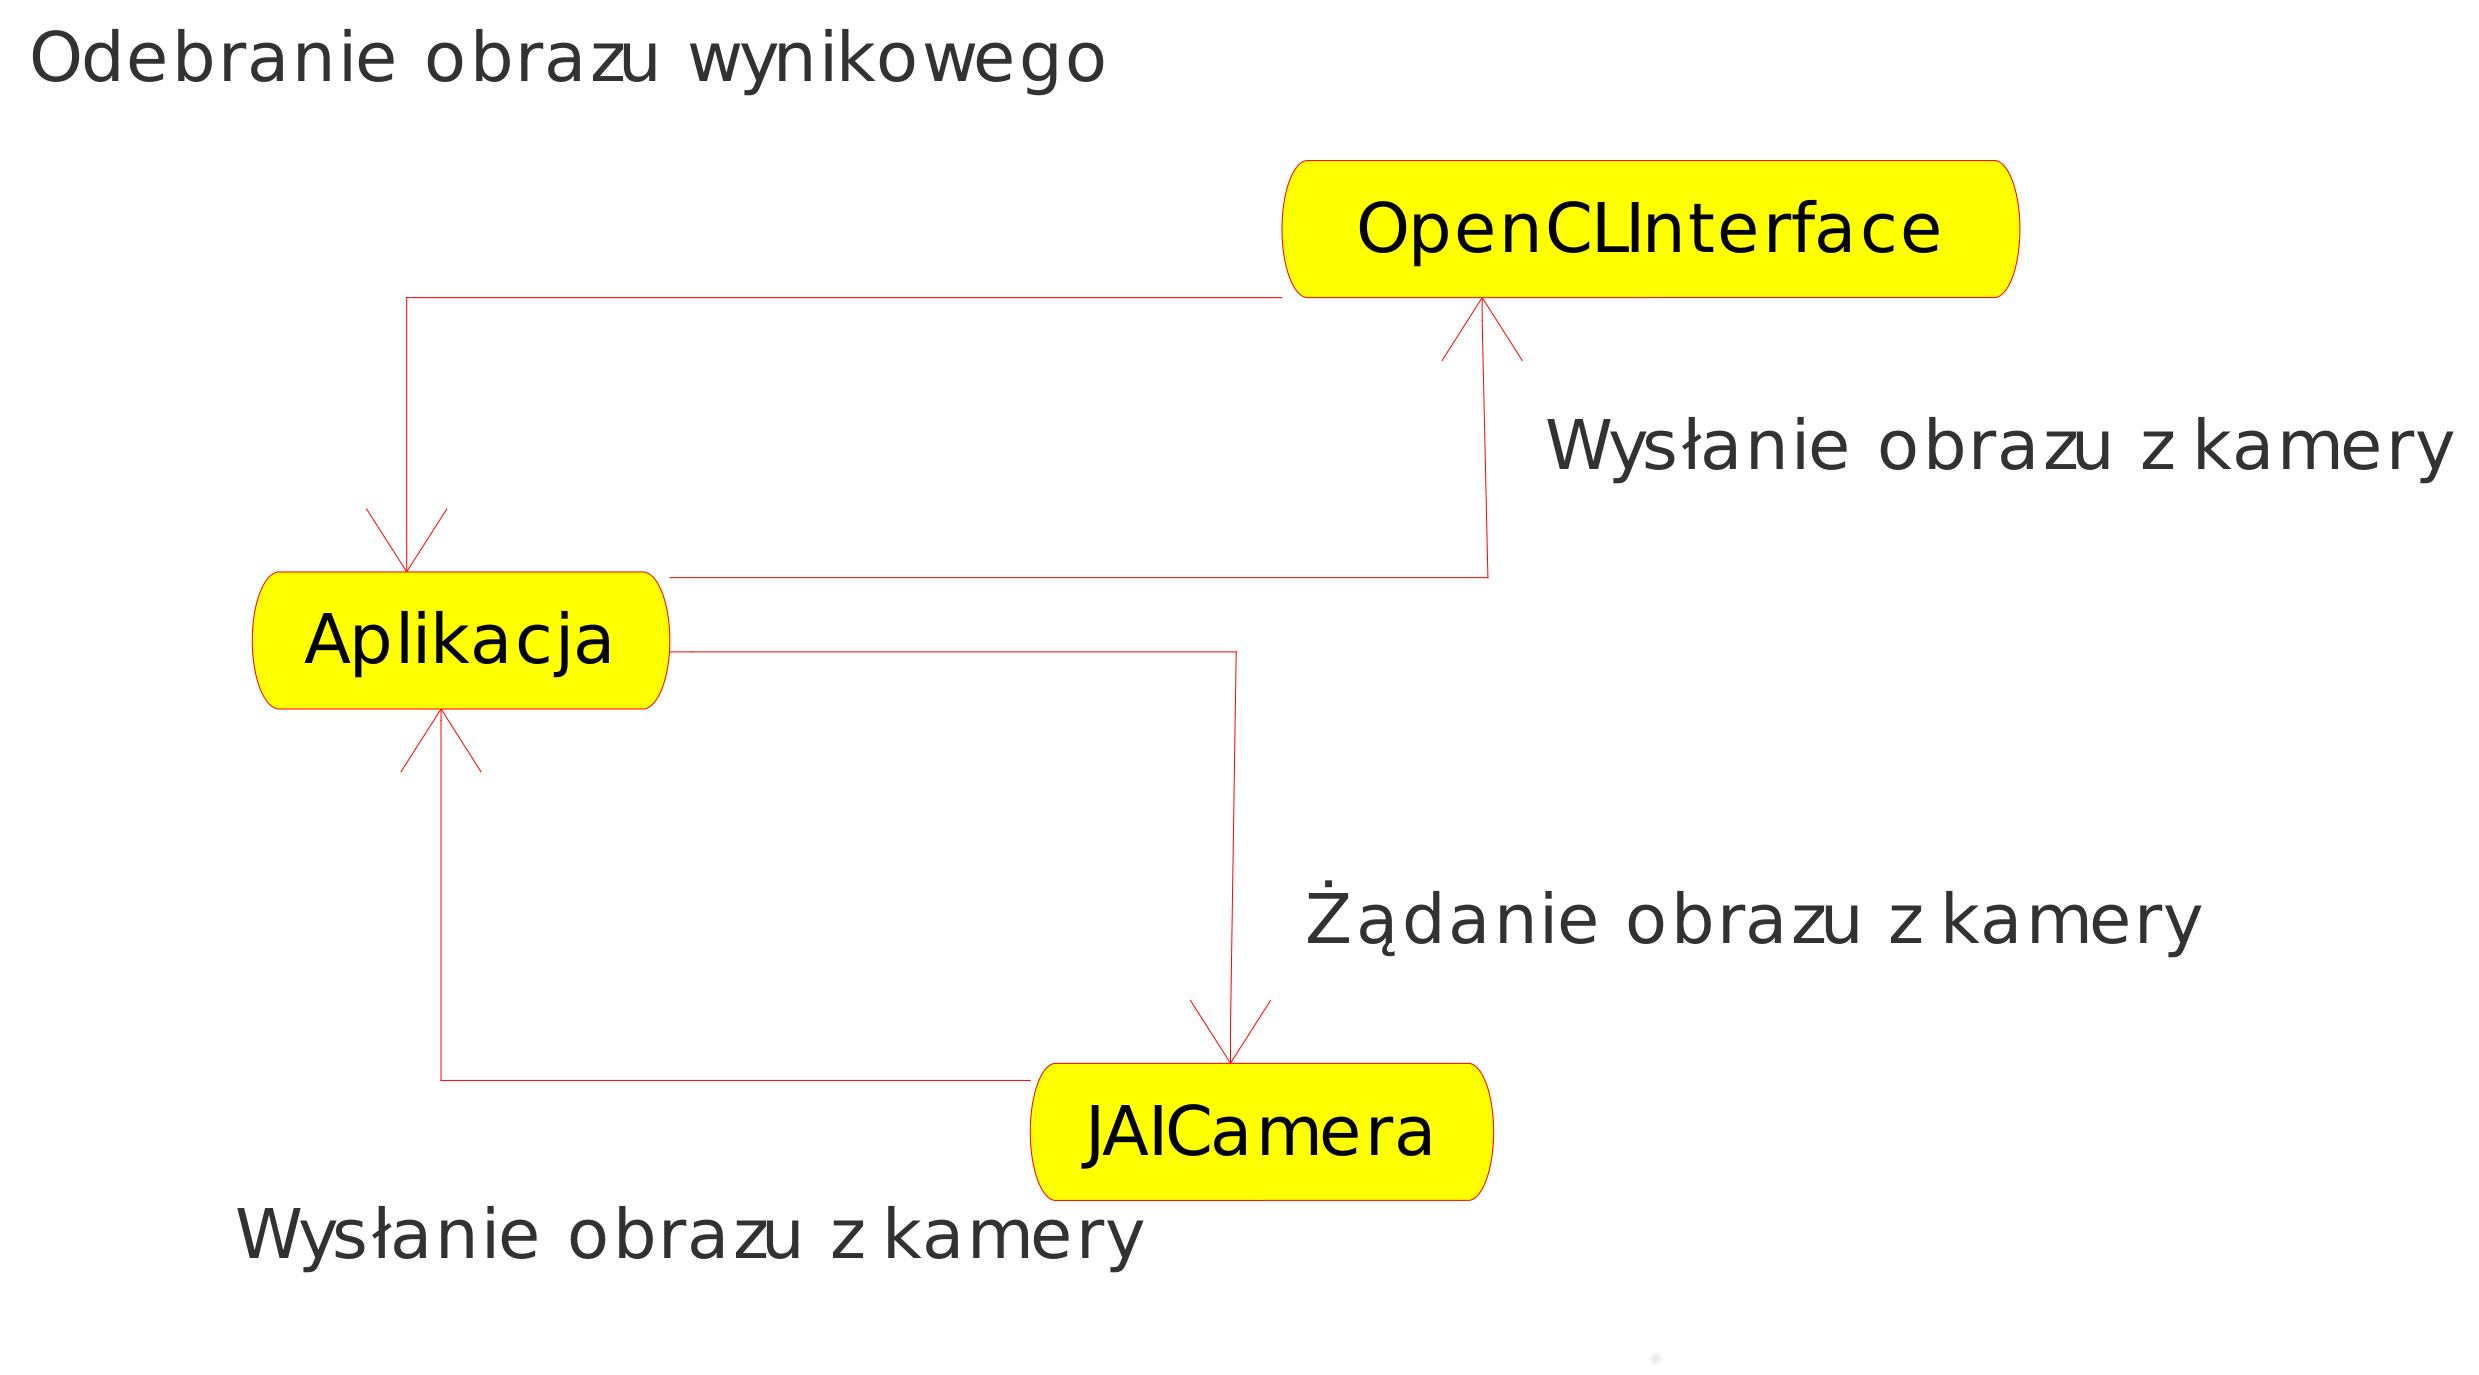 Odebranie obrazu wynikowego
OpenCLInterface
Wysłanie obrazu z kamery
Aplikacja
Żądanie obrazu z kamery
JAICamera
Wysłanie obrazu z kamery